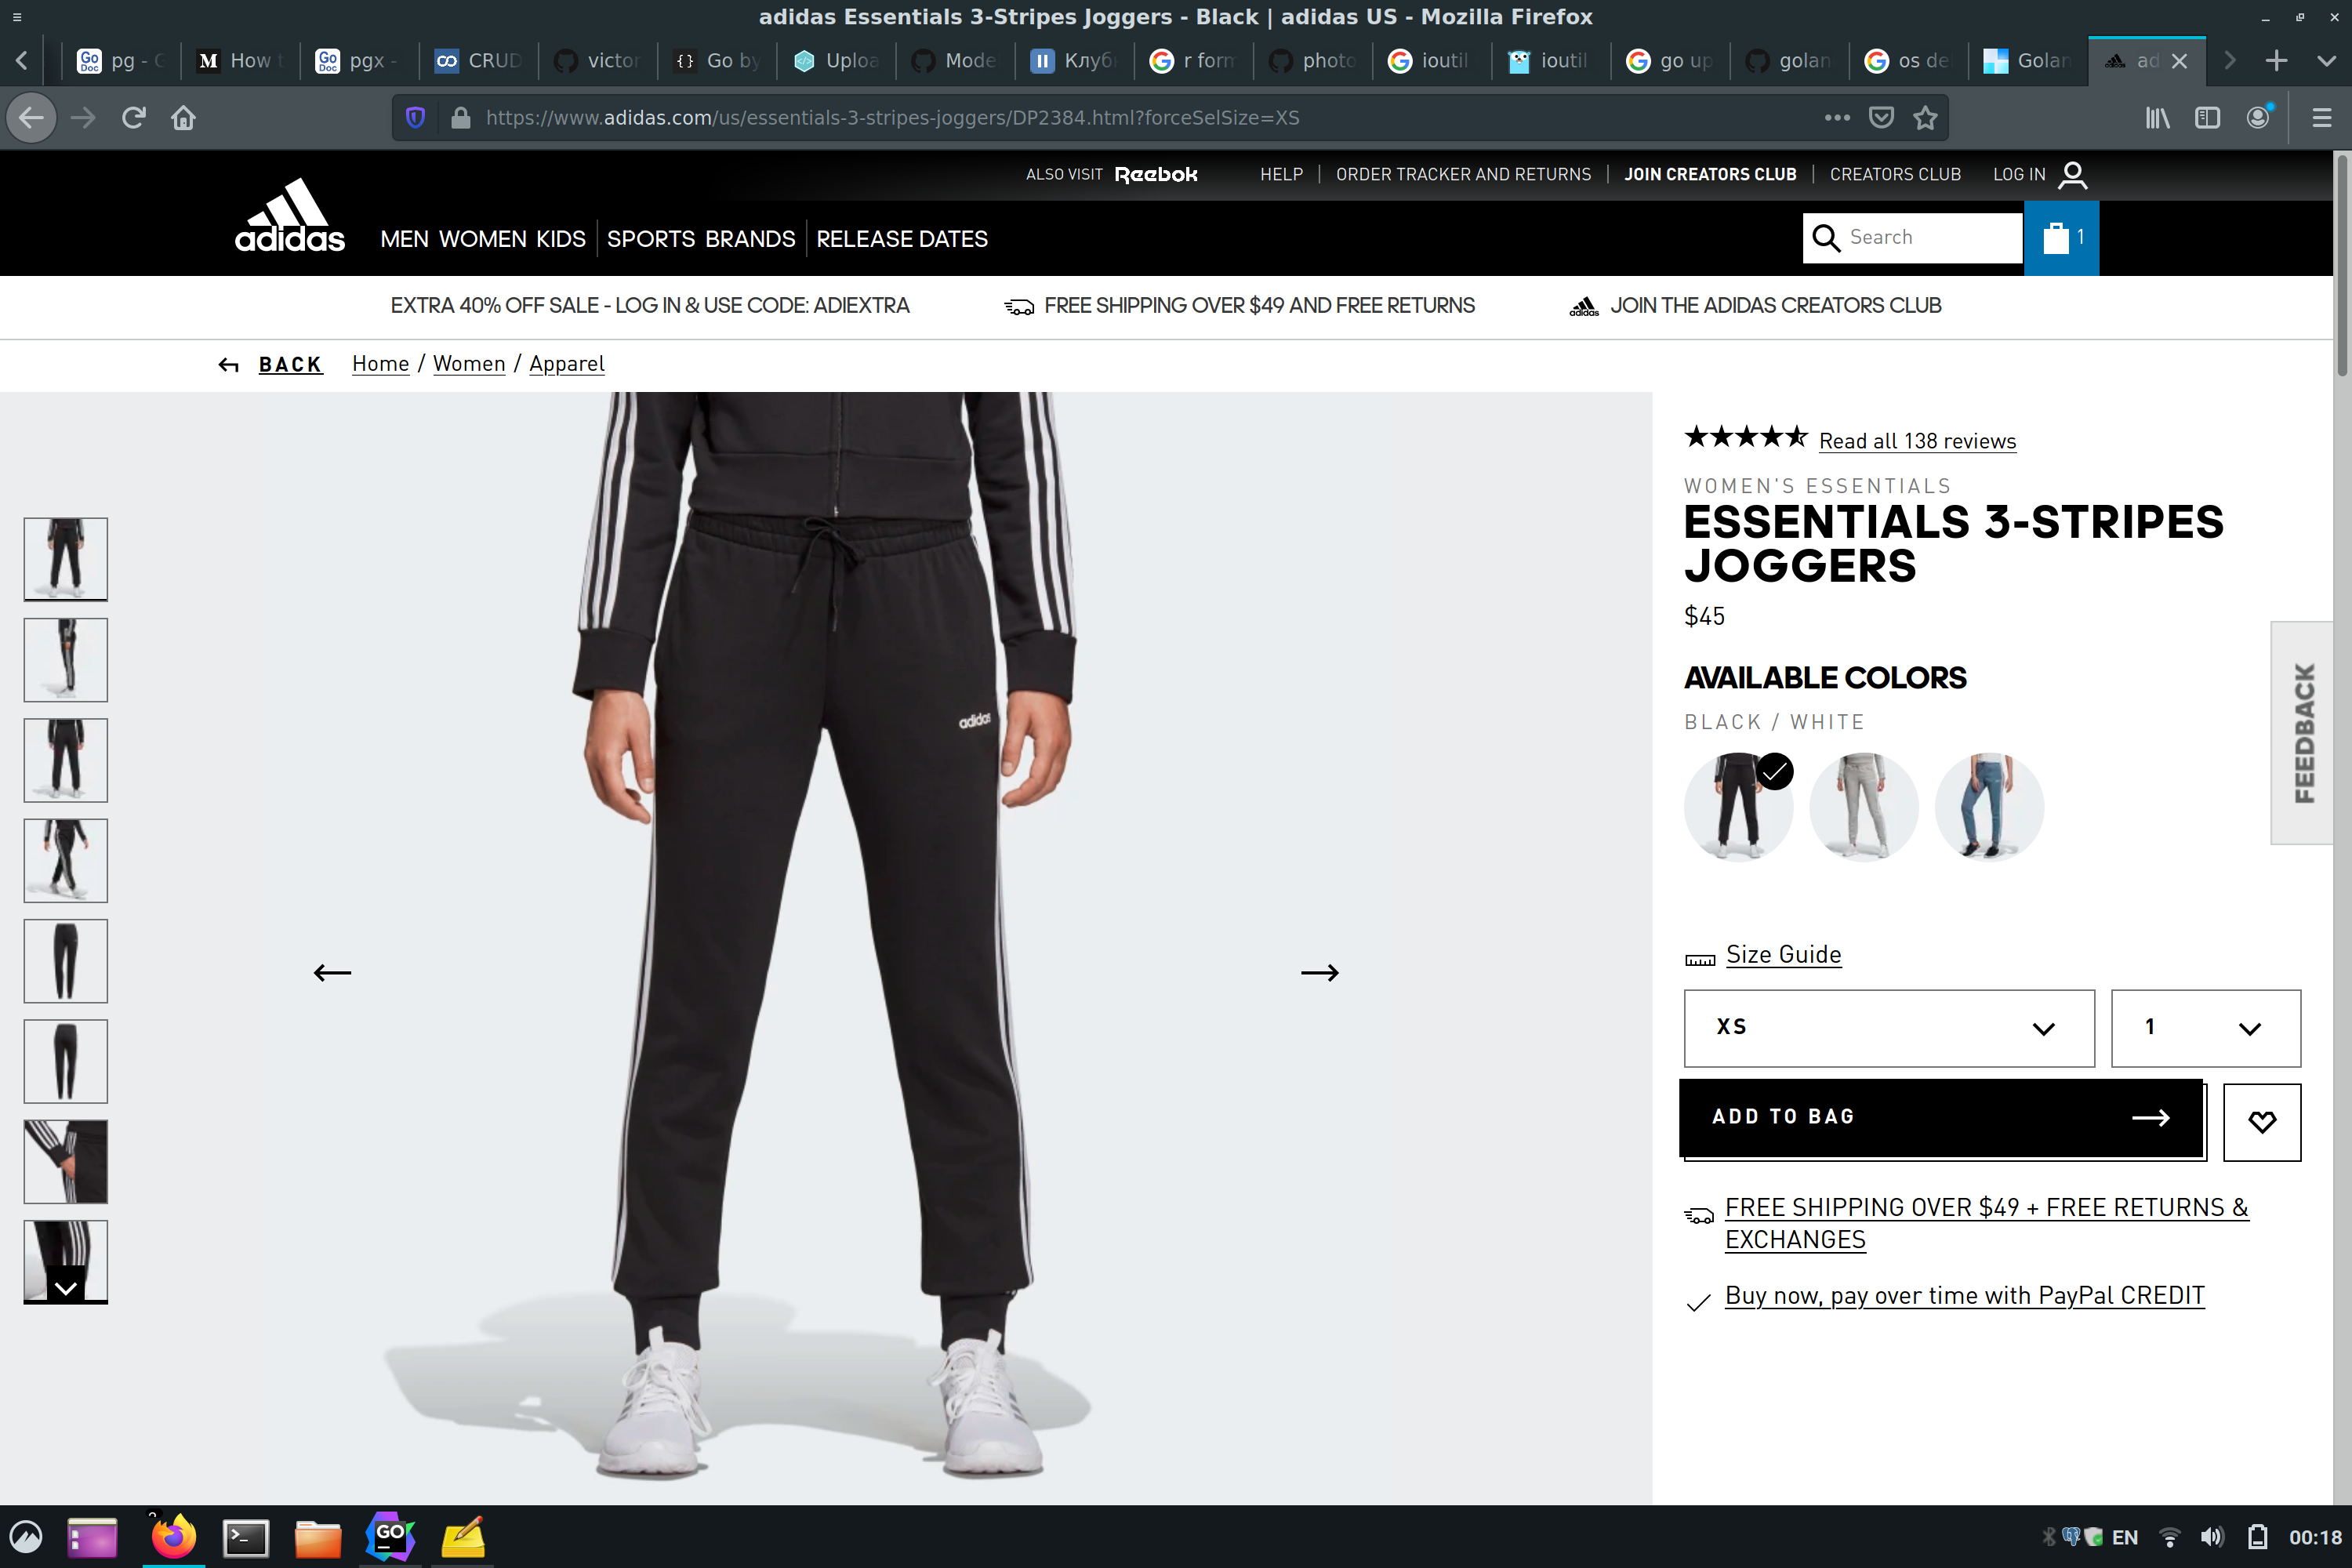 adidas Essentials 3-Stripes Joggers - Black | adidas US - Mozilla Firefox
pg - How pgx - CRUD victor Go by Uploa Mode Клуб r form photo ioutil ioutil go up golan os de Golan ad
https://www.adidas.com/us/essentials-3-stripes-joggers/DP2384.html?forceSelSize=XS
ALSO VISIT Reebok HELP ORDER TRACKER AND RETURNS JOIN CREATORS CLUB CREATORS CLUB LOG IN
adidas MEN WOMEN KIDS SPORTS BRANDS RELEASE DATES Search 1
EXTRA 40% OFF SALE - LOG IN & USE CODE: ADIEXTRA FREE SHIPPING OVER $49 AND FREE RETURNS adidas JOIN THE ADIDAS CREATORS CLUB
BACK Home / Women / Apparel
Read all 138 reviews
WOMEN'S ESSENTIALS
ESSENTIALS 3-STRIPES
JOGGERS
$45
AVAILABLE COLORS
BLACK / WHITE
adidas
FEEDBACK
Size Guide
XS 1
ADD TO BAG
FREE SHIPPING OVER $49 + FREE RETURNS &
EXCHANGES
Buy now, pay over time with PayPal CREDIT
GO EN 00:18